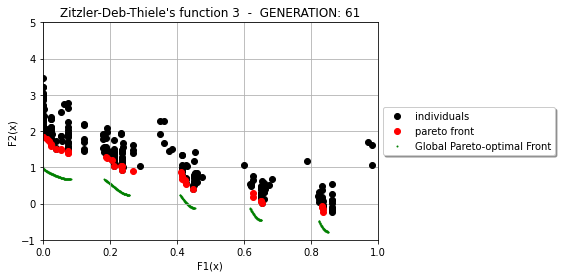 Zitzler-Deb-Thiele's function 3 - GENERATION: 61
F2(x)
5
4
3
2
1
0
−1
0.0 0.2 0.4 0.6 0.8 1.0
F1(x)
individuals
pareto front
Global Pareto-optimal Front